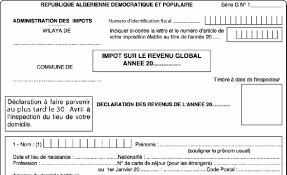 REPUBLIQUE ALGERIENNE DEMOCRATIQUE ET POPULAIRE
Série G N° 1
ADMINISTRATION DES IMPOTS
Numéro d'identification fiscal
WILAYA DE
Indiquer ci-contre la lettre et le numéro d'article de
votre imposition établie au titre de l'année 20
COMMUNE DE
IMPOT SUR LE REVENU GLOBAL
ANNEE 20
Timbre à date de l'inspecteur
Déclaration à faire parvenir
au plus tard le 30 Avril à
l'inspection du lieu de votre
domicile.
DECLARATION DES REVENUS DE L'ANNEE 20
1 - Nom : (1) Prénoms :
(souligner le prénom usuel)
Date et lieu de naissance : Nationalité :
Profession : N° de carte de séjour (pour les étrangers)
au 1er Janvier 20 Code Postal :